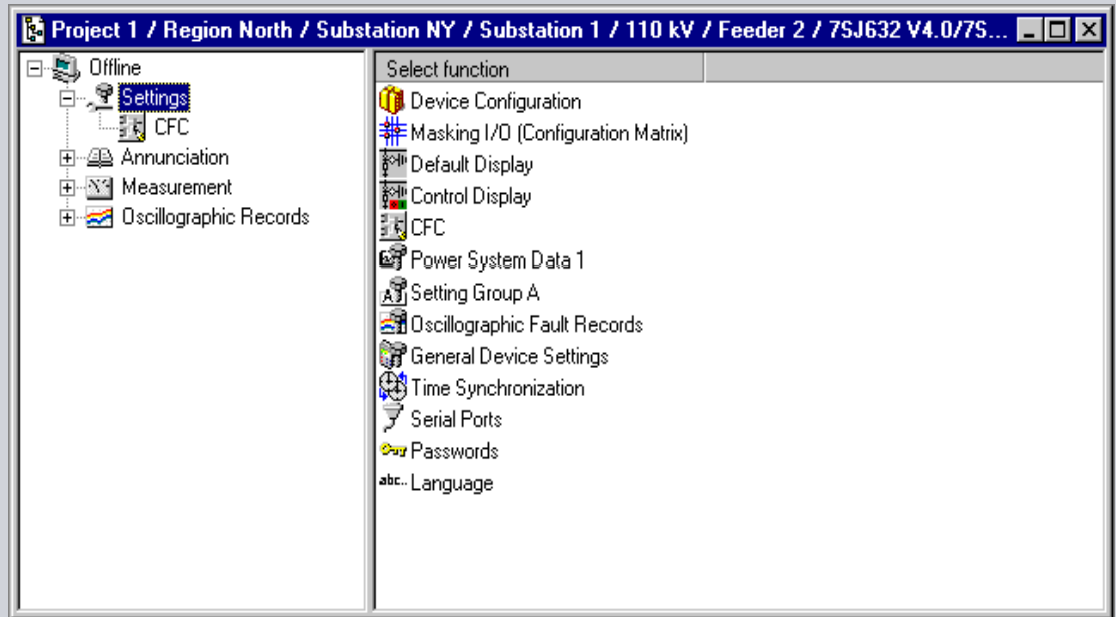 Project 1 / Region North / Substation NY / Substation 1 / 110 kV / Feeder 2 / 7SJ632 V4.0/7S...
Offline
Settings
CFC
Annunciation
Measurement
Oscillographic Records
Select function
Device Configuration
Masking I/O (Configuration Matrix)
Default Display
Control Display
CFC
Power System Data 1
Setting Group A
Oscillographic Fault Records
General Device Settings
Time Synchronization
Serial Ports
Passwords
abc.. Language